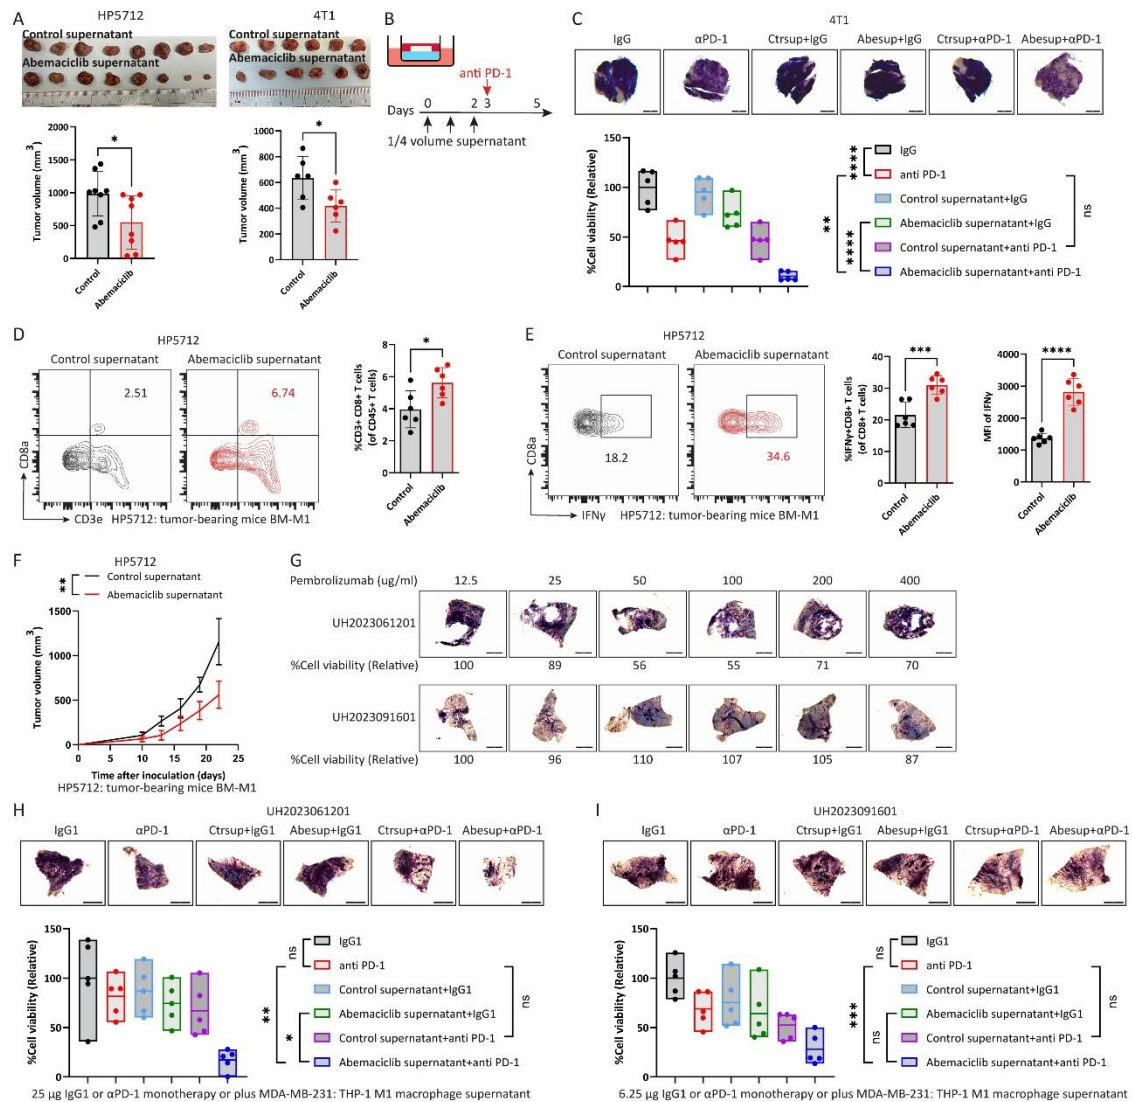 A
HP5712
4T1
Control supernatant
Control supernatant
Abemaciclib supernatant
Abemaciclib supernatant
Tumor volume (mm3)
2000
1500
1000
500
0
*
Control
Abemaciclib
Tumor volume (mm3)
1000
800
600
400
200
0
*
Control
Abemaciclib
B
anti PD-1
Days 0 2 3 5
1/4 volume supernatant
C
4T1
IgG αPD-1 Ctrsup+IgG Abesup+IgG Ctrsup+αPD-1 Abesup+αPD-1
%Cell viability (Relative)
150
100
50
0
****
**
****
ns
IgG
anti PD-1
Control supernatant+IgG
Abemaciclib supernatant+IgG
Control supernatant+anti PD-1
Abemaciclib supernatant+anti PD-1
D
HP5712
Control supernatant Abemaciclib supernatant
2.51
6.74
CD8a
CD3e HP5712: tumor-bearing mice BM-M1
%CD3+ CD8+ T cells
(of CD45+ T cells)
8
6
4
2
0
*
Control
Abemaciclib
E
HP5712
Control supernatant Abemaciclib supernatant
18.2
34.6
CD8a
IFNγ HP5712: tumor-bearing mice BM-M1
%IFNγ+CD8+ T cells
(of CD8+ T cells)
40
30
20
10
0
***
Control
Abemaciclib
MFI of IFNγ
4000
3000
2000
1000
0
****
Control
Abemaciclib
F
HP5712
**
Control supernatant
Abemaciclib supernatant
Tumor volume (mm3)
1500
1000
500
0
0 5 10 15 20 25
Time after inoculation (days)
HP5712: tumor-bearing mice BM-M1
G
Pembrolizumab (ug/ml) 12.5 25 50 100 200 400
UH2023061201
%Cell viability (Relative) 100 89 56 55 71 70
UH2023091601
%Cell viability (Relative) 100 96 110 107 105 87
H
UH2023061201
IgG1 αPD-1 Ctrsup+IgG1 Abesup+IgG1 Ctrsup+αPD-1 Abesup+αPD-1
%Cell viability (Relative)
150
100
50
0
ns
**
*
ns
IgG1
anti PD-1
Control supernatant+IgG1
Abemaciclib supernatant+IgG1
Control supernatant+anti PD-1
Abemaciclib supernatant+anti PD-1
25 μg IgG1 or αPD-1 monotherapy or plus MDA-MB-231: THP-1 M1 macrophage supernatant
I
UH2023091601
IgG1 αPD-1 Ctrsup+IgG1 Abesup+IgG1 Ctrsup+αPD-1 Abesup+αPD-1
%Cell viability (Relative)
150
100
50
0
ns
***
ns
ns
IgG1
anti PD-1
Control supernatant+IgG1
Abemaciclib supernatant+IgG1
Control supernatant+anti PD-1
Abemaciclib supernatant+anti PD-1
6.25 μg IgG1 or αPD-1 monotherapy or plus MDA-MB-231: THP-1 M1 macrophage supernatant